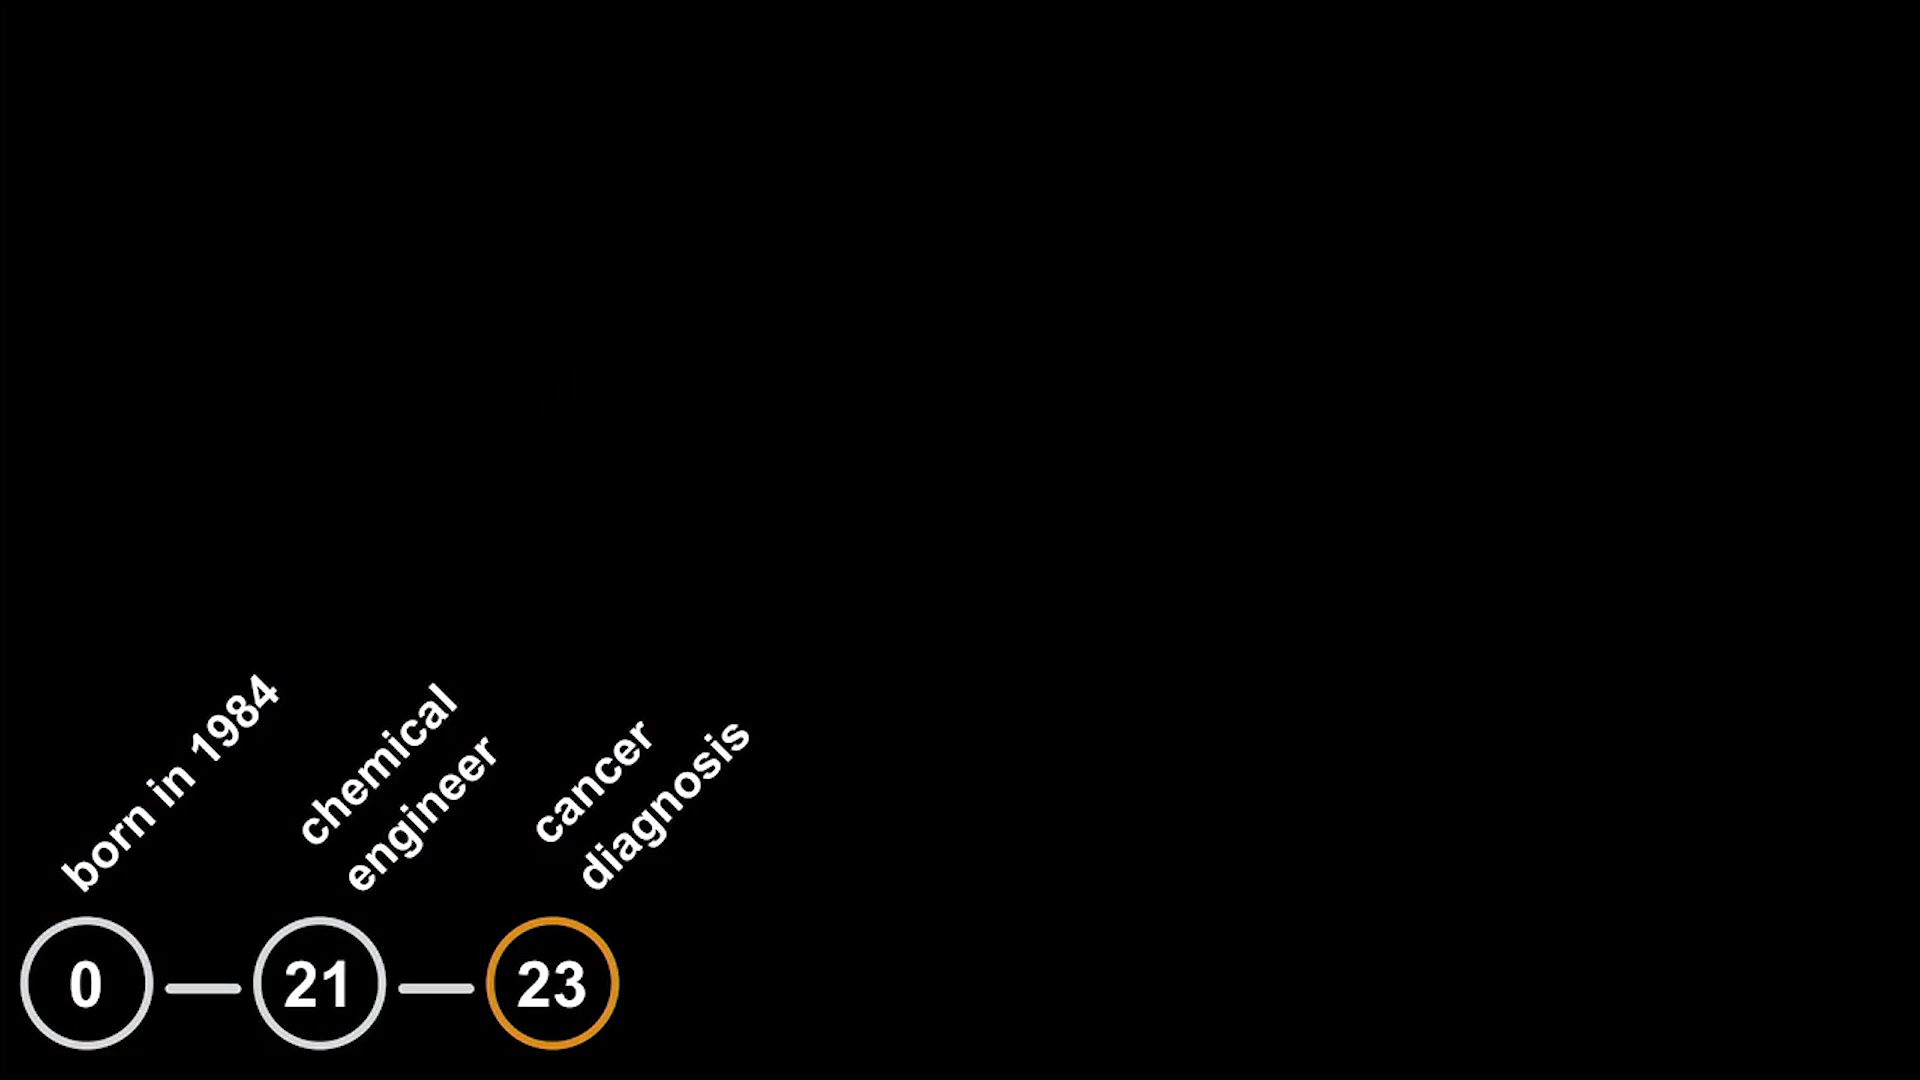 born in 1984
chemical
engineer
cancer
diagnosis
0
21
23